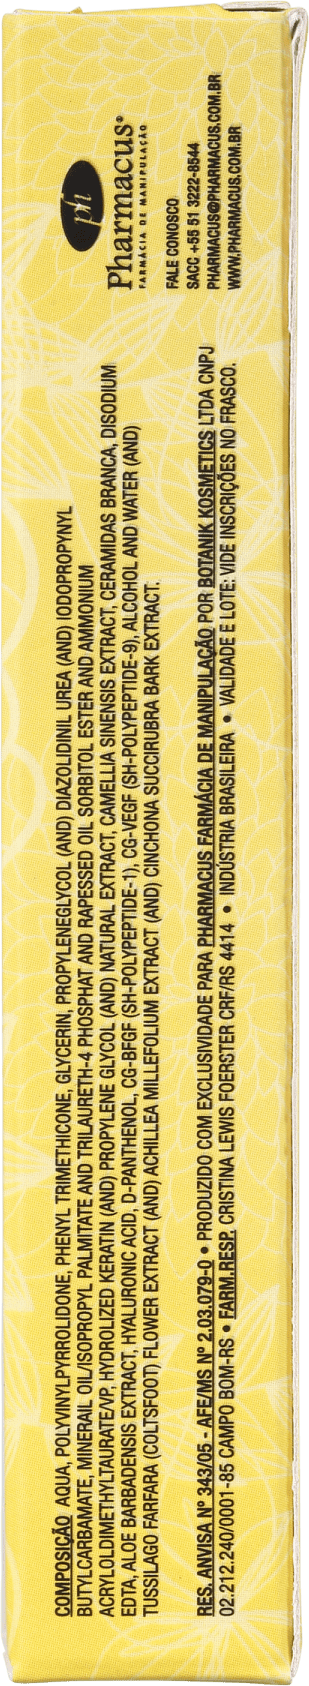 COMPOSIÇÃO AQUA, POLYVINYLPYRROLIDONE, PHENYL TRIMETHICONE, GLYCERIN, PROPYLENEGLYCOL (AND) DIAZOLIDINIL UREA (AND) IODOPROPYNYL
BUTYLCARBAMATE, MINERAIL OIL/ISOPROPYL PALMITATE AND TRILAURETH-4 PHOSPHAT AND RAPESSED OIL SORBITOL ESTER AND AMMONIUM
ACRYLOLDIMETHYLTAURATE/VP, HYDROLIZED KERATIN (AND) PROPYLENE GLYCOL (AND) NATURAL EXTRACT, CAMELLIA SINENSIS EXTRACT, CERAMIDAS BRANCA, DISODIUM
EDTA, ALOE BARBADENSIS EXTRACT, HYALURONIC ACID, D-PANTHENOL, CG-BFGF (SH-POLYPEPTIDE-1), CG-VEGF (SH-POLYPEPTIDE-9), ALCOHOL AND WATER (AND)
TUSSILAGO FARFARA (COLTSFOOT) FLOWER EXTRACT (AND) ACHILLEA MILLEFOLIUM EXTRACT (AND) CINCHONA SUCCIRUBRA BARK EXTRACT.
RES. ANVISA Nº 343/05 - AFE/MS Nº 2.03.079-0 • PRODUZIDO COM EXCLUSIVIDADE PARA PHARMACUS FARMÁCIA DE MANIPULAÇÃO POR BOTANIK KOSMETICS LTDA CNPJ
02.212.240/0001-85 CAMPO BOM-RS • FARM.RESP. CRISTINA LEWIS FOERSTER CRF/RS 4414 • INDÚSTRIA BRASILEIRA • VALIDADE E LOTE: VIDE INSCRIÇÕES NO FRASCO.
ph
Pharmacus®
FARMÁCIA DE MANIPULAÇÃO
FALE CONOSCO
SACC +55 51 3222-8544
PHARMACUS@PHARMACUS.COM.BR
WWW.PHARMACUS.COM.BR